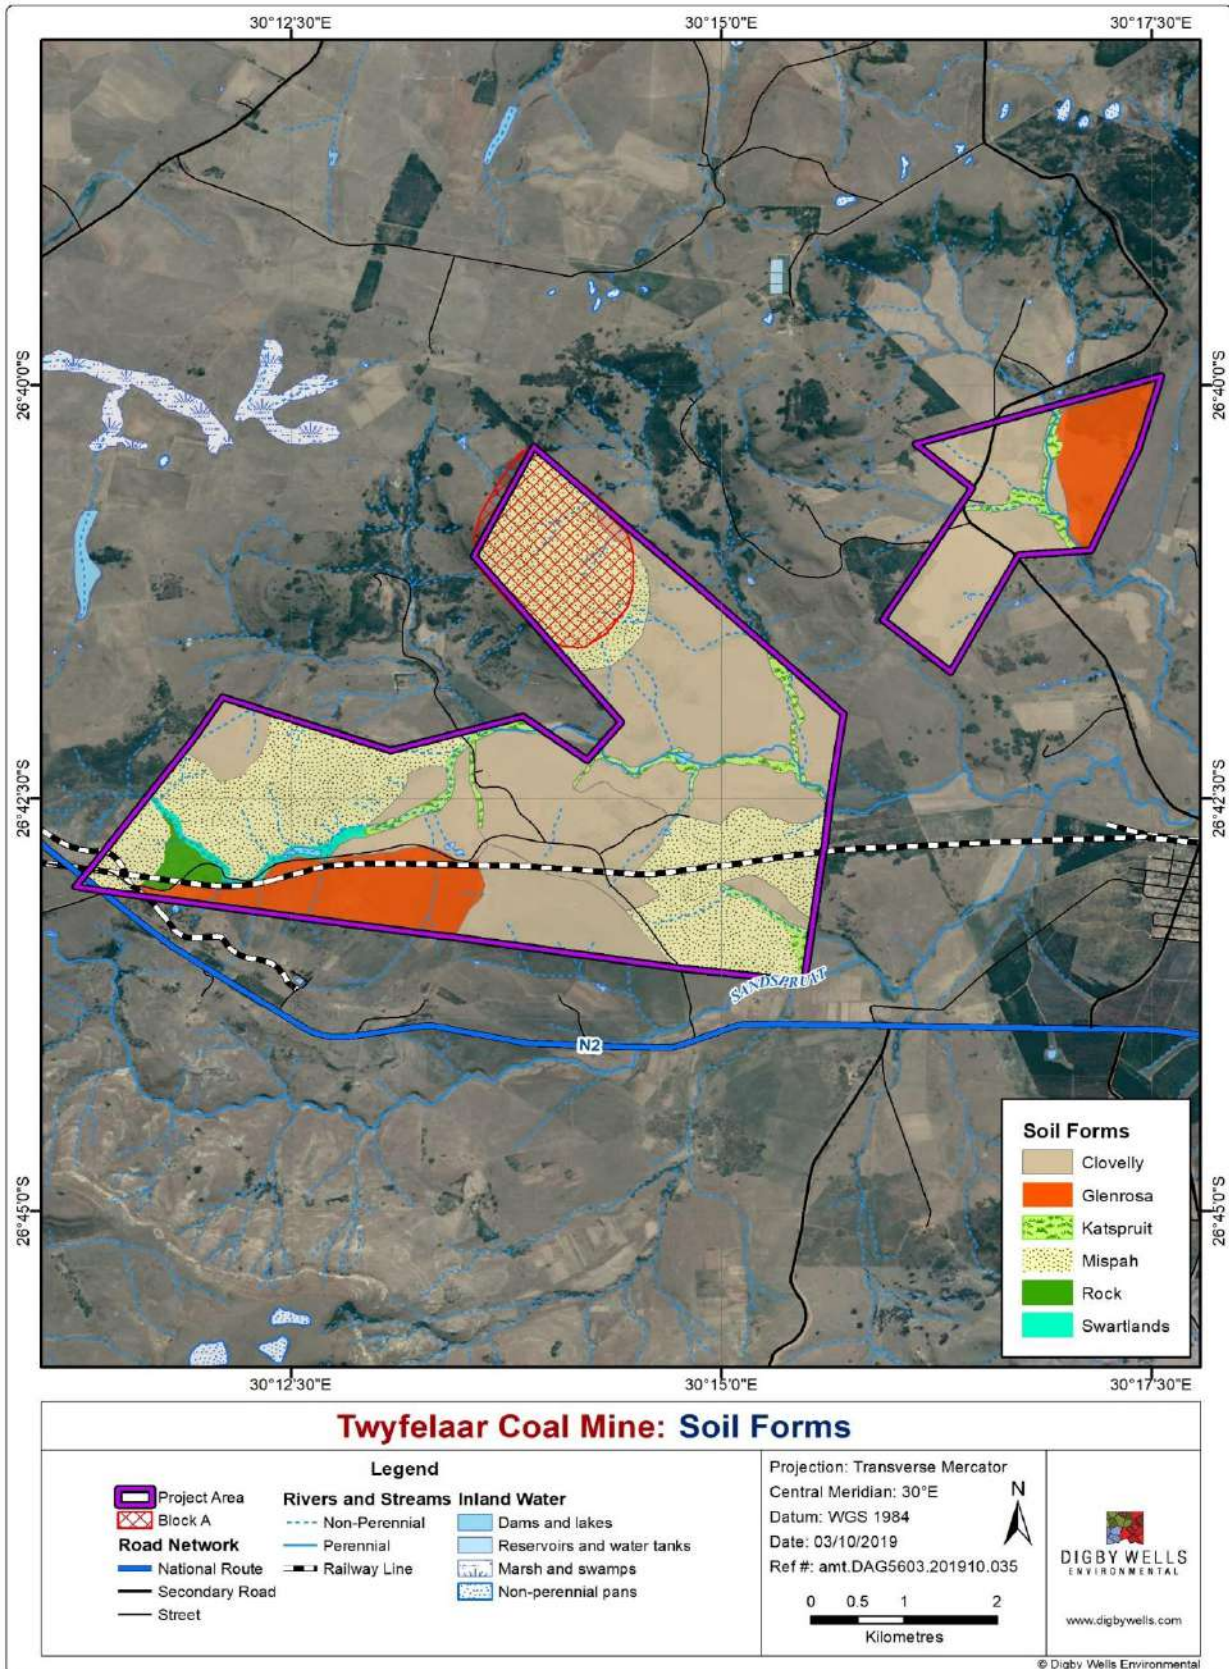 30°12'30"E
30°15'0"E
30°17'30"E
26°40'0"S
26°40'0"S
26°42'30"S
26°42'30"S
SANDSPRUIT
N2
Soil Forms
Clovelly
Glenrosa
Katspruit
Mispah
Rock
Swartlands
26°45'0"S
26°45'0"S
30°12'30"E
30°15'0"E
30°17'30"E
Twyfelaar Coal Mine: Soil Forms
Legend
Project Area
Block A
Road Network
National Route
Secondary Road
Street
Rivers and Streams
Non-Perennial
Perennial
Railway Line
Inland Water
Dams and lakes
Reservoirs and water tanks
Marsh and swamps
Non-perennial pans
Projection: Transverse Mercator
Central Meridian: 30°E
Datum: WGS 1984
Date: 03/10/2019
Ref #: amt.DAG5603.201910.035
N
0 0.5 1 2
Kilometres
DIGBY WELLS
ENVIRONMENTAL
www.digbywells.com
© Digby Wells Environmental